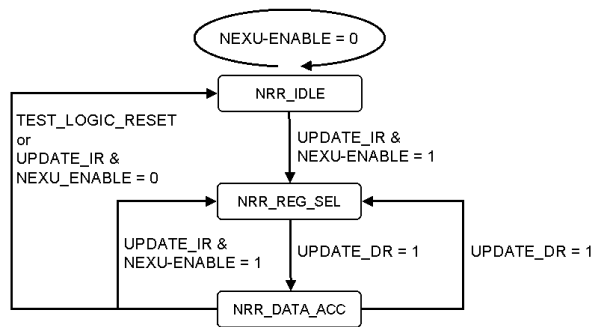 NEXU-ENABLE = 0
NRR_IDLE
TEST_LOGIC_RESET
or
UPDATE_IR &
NEXU_ENABLE = 0
UPDATE_IR &
NEXU-ENABLE = 1
NRR_REG_SEL
UPDATE_IR &
NEXU-ENABLE = 1
UPDATE_DR = 1
UPDATE_DR = 1
NRR_DATA_ACC